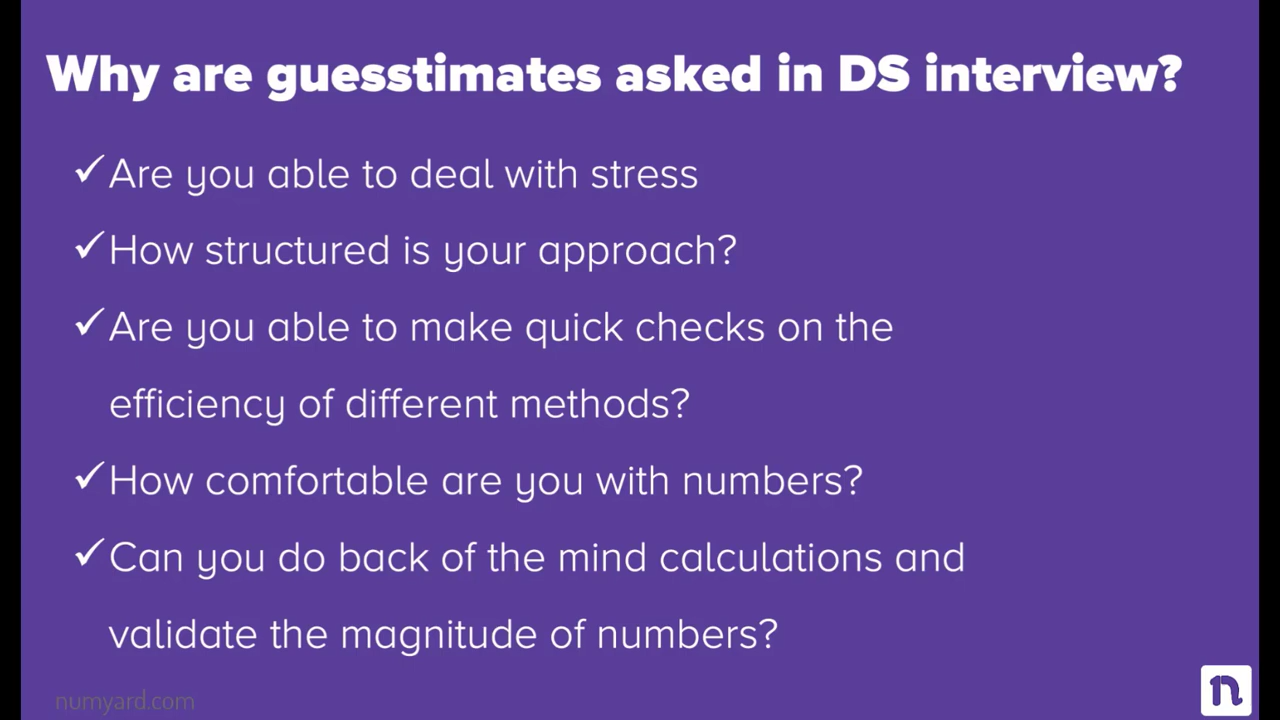 Why are guesstimates asked in DS interview?
✓Are you able to deal with stress
✓How structured is your approach?
✓Are you able to make quick checks on the
efficiency of different methods?
✓How comfortable are you with numbers?
✓Can you do back of the mind calculations and
validate the magnitude of numbers?
numyard.com
n